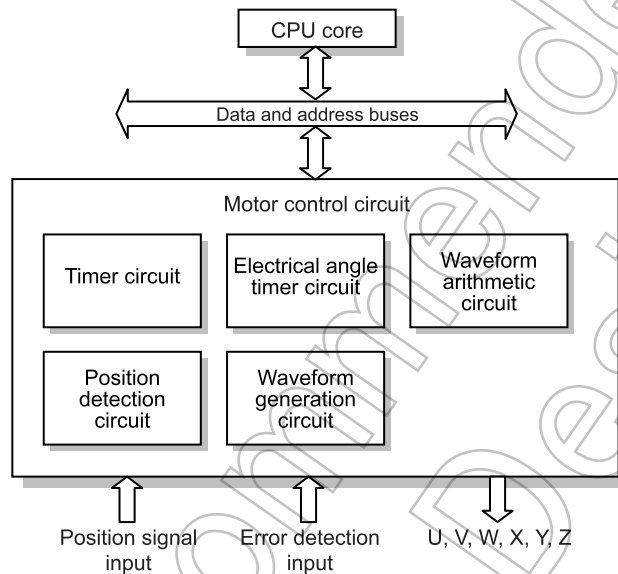 CPU core
Data and address buses
Motor control circuit
Timer circuit
Electrical angle
timer circuit
Waveform
arithmetic
circuit
Position
detection
circuit
Waveform
generation
circuit
Position signal
input
Error detection
input
U, V, W, X, Y, Z